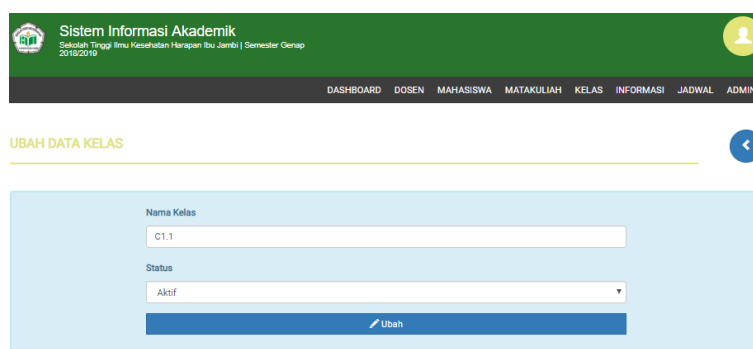 Sistem Informasi Akademik
Sekolah Tinggi Ilmu Kesehatan Harapan Ibu Jambi | Semester Genap
2018/2019
DASHBOARD DOSEN MAHASISWA MATAKULIAH KELAS INFORMASI JADWAL ADMIN
UBAH DATA KELAS
Nama Kelas
C1.1
Status
Aktif
Ubah